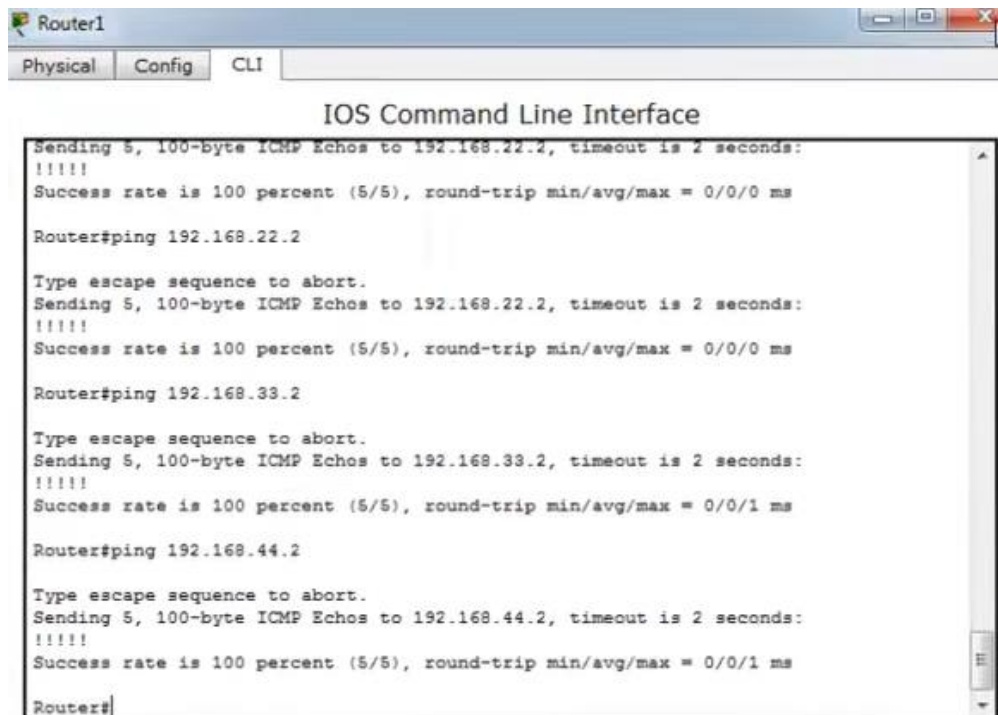 Router1
Physical Config CLI
IOS Command Line Interface
Sending 5, 100-byte ICMP Echos to 192.168.22.2, timeout is 2 seconds:
!!!!!
Success rate is 100 percent (5/5), round-trip min/avg/max = 0/0/0 ms
Router#ping 192.168.22.2
Type escape sequence to abort.
Sending 5, 100-byte ICMP Echos to 192.168.22.2, timeout is 2 seconds:
!!!!!
Success rate is 100 percent (5/5), round-trip min/avg/max = 0/0/0 ms
Router#ping 192.168.33.2
Type escape sequence to abort.
Sending 5, 100-byte ICMP Echos to 192.168.33.2, timeout is 2 seconds:
!!!!!
Success rate is 100 percent (5/5), round-trip min/avg/max = 0/0/1 ms
Router#ping 192.168.44.2
Type escape sequence to abort.
Sending 5, 100-byte ICMP Echos to 192.168.44.2, timeout is 2 seconds:
!!!!!
Success rate is 100 percent (5/5), round-trip min/avg/max = 0/0/1 ms
Router#